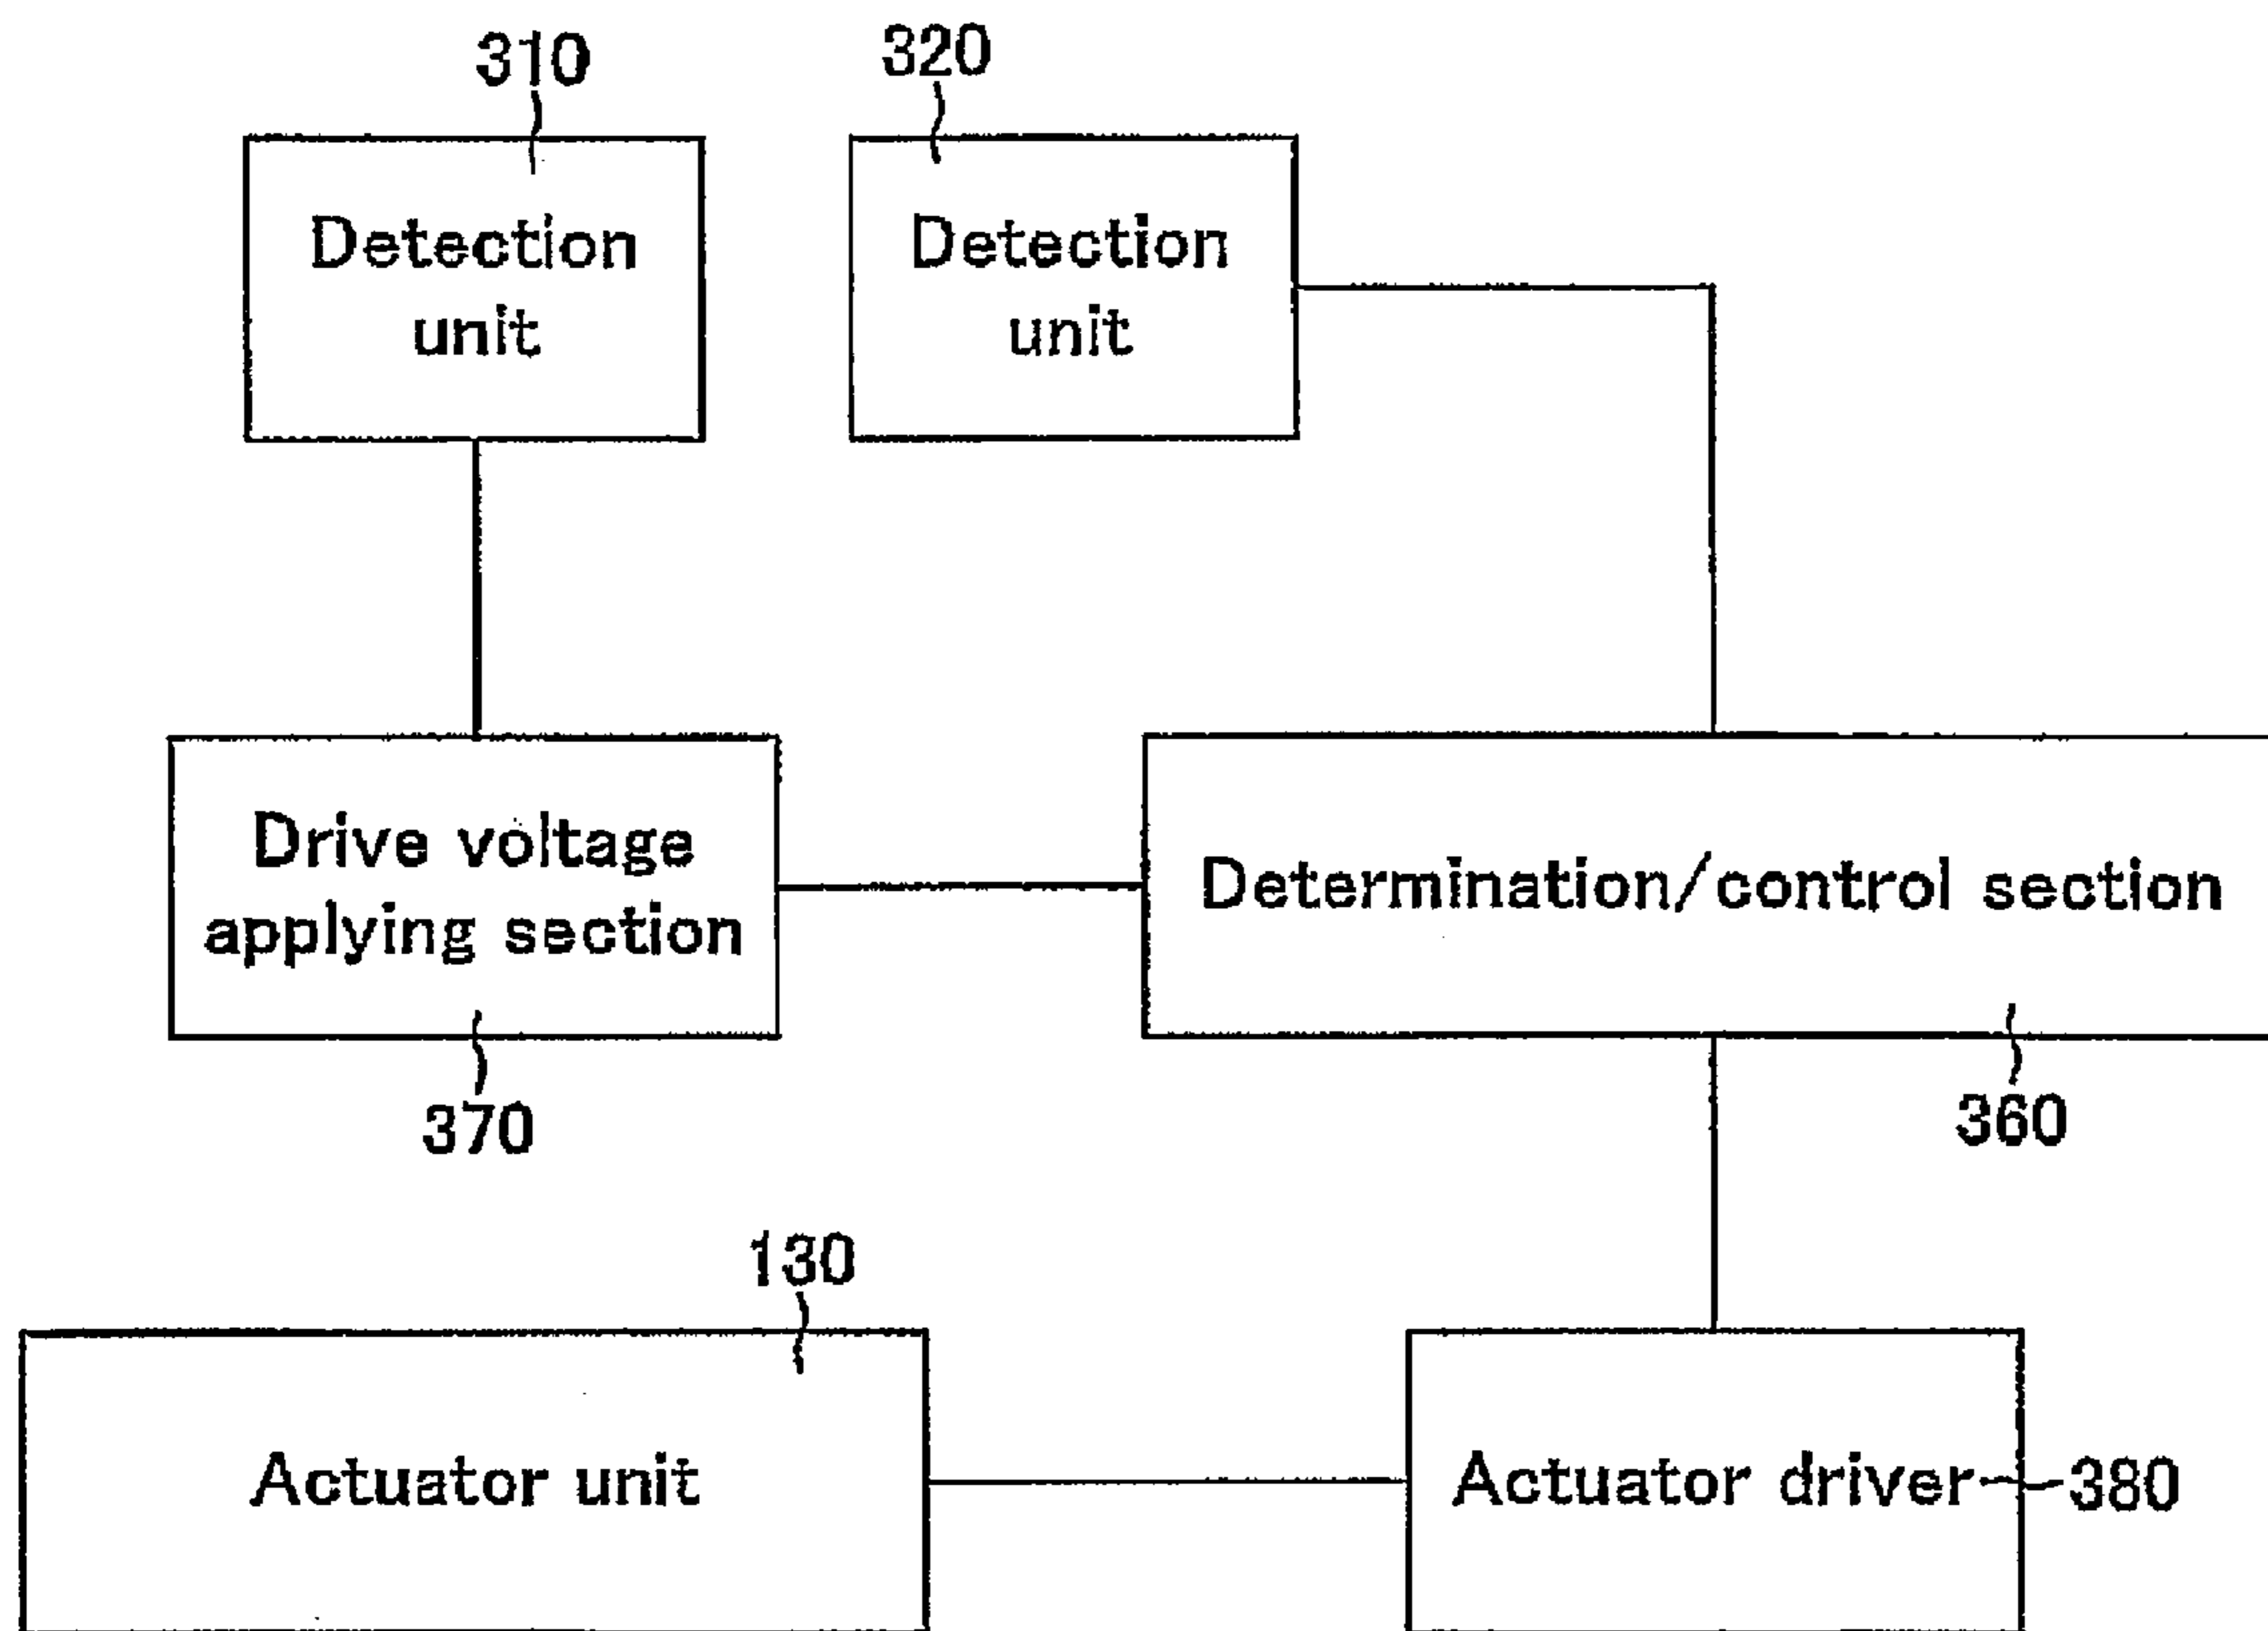 310
320
Detection
unit
Detection
unit
Drive voltage
applying section
Determination/control section
370
360
130
Actuator unit
Actuator driver
380